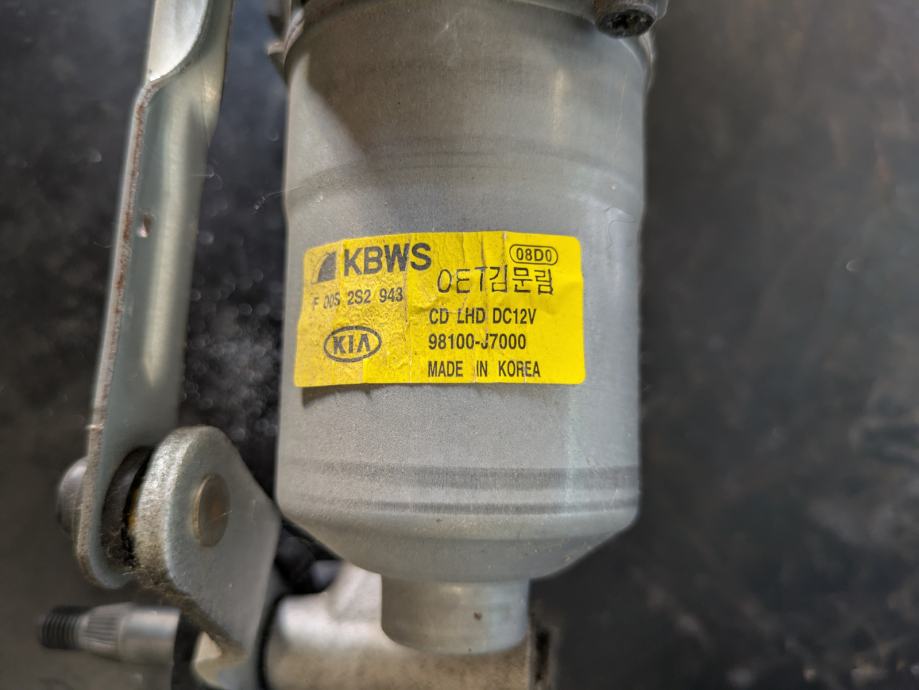 KBWS
08D0
OET김문림
F 00S 2S2 943
CD LHD DC12V
KIA
98100-J7000
MADE IN KOREA